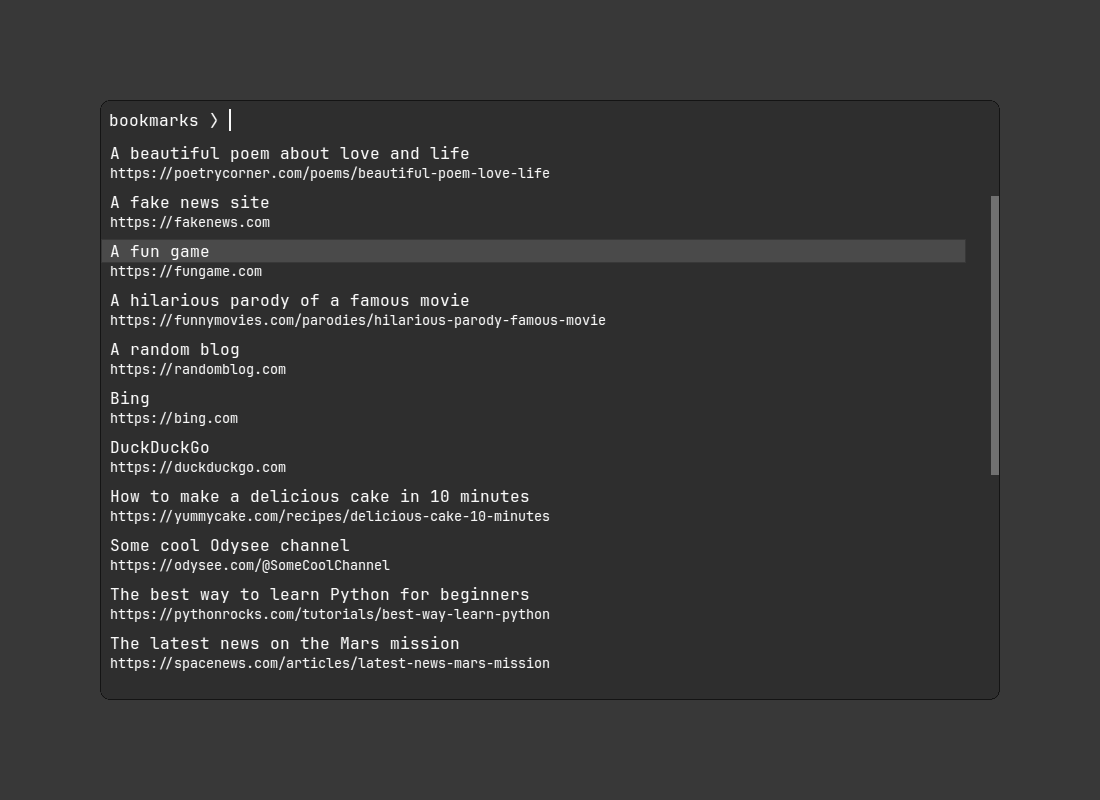 bookmarks ❯
A beautiful poem about love and life
https://poetrycorner.com/poems/beautiful-poem-love-life
A fake news site
https://fakenews.com
A fun game
https://fungame.com
A hilarious parody of a famous movie
https://funnymovies.com/parodies/hilarious-parody-famous-movie
A random blog
https://randomblog.com
Bing
https://bing.com
DuckDuckGo
https://duckduckgo.com
How to make a delicious cake in 10 minutes
https://yummycake.com/recipes/delicious-cake-10-minutes
Some cool Odysee channel
https://odysee.com/@SomeCoolChannel
The best way to learn Python for beginners
https://pythonrocks.com/tutorials/best-way-learn-python
The latest news on the Mars mission
https://spacenews.com/articles/latest-news-mars-mission